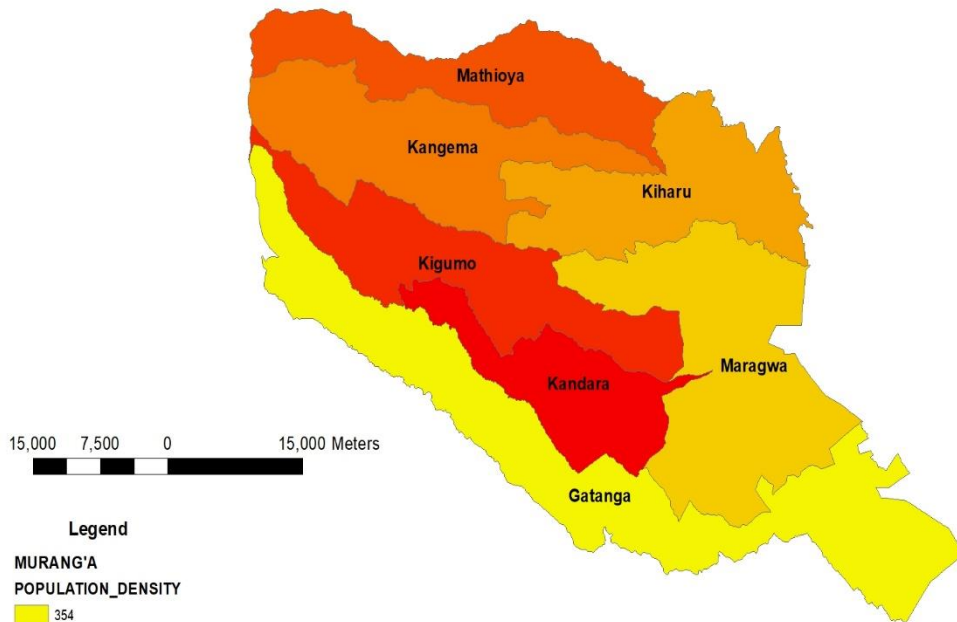 Mathioya
Kangema
Kiharu
Kigumo
Maragwa
Kandara
Gatanga
15,000 7,500 0 15,000 Meters
Legend
MURANG'A
POPULATION_DENSITY
354